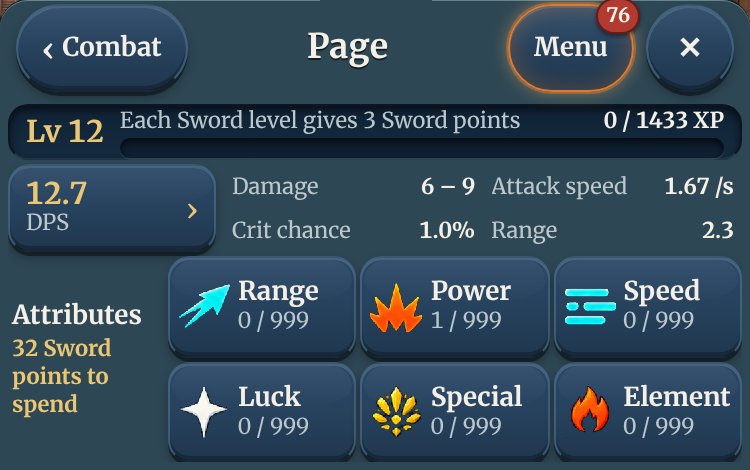 ‹ Combat
Page
Menu
76
×
Lv 12
Each Sword level gives 3 Sword points
0 / 1433 XP
12.7
DPS
›
Damage 6 – 9
Attack speed 1.67 /s
Crit chance 1.0%
Range 2.3
Attributes
32 Sword
points to
spend
Range
0 / 999
Power
1 / 999
Speed
0 / 999
Luck
0 / 999
Special
0 / 999
Element
0 / 999